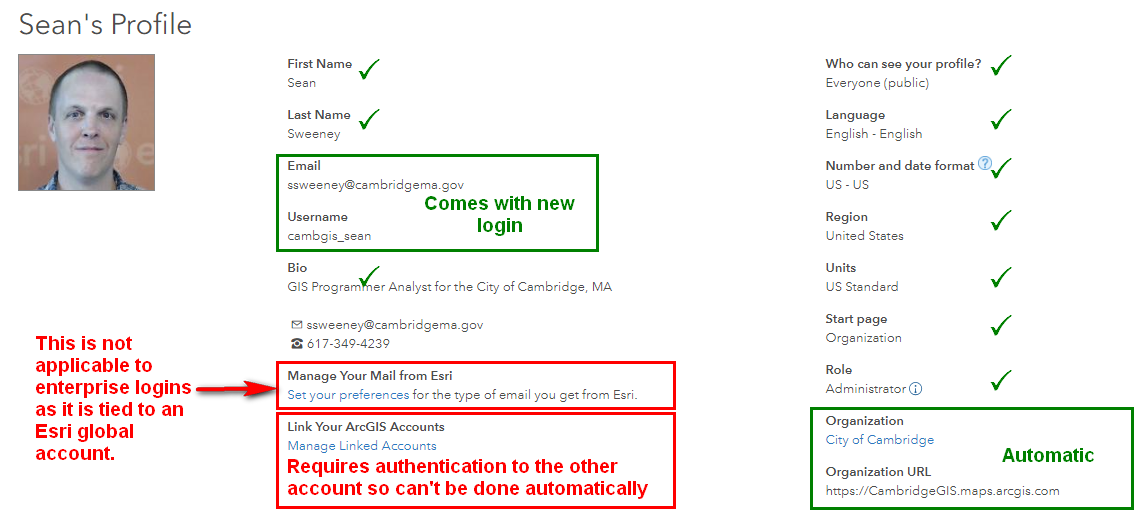 Sean's Profile
First Name
Sean
Last Name
Sweeney
Email
ssweeney@cambridgema.gov
Username
cambgis_sean
Comes with new
login
Bio
GIS Programmer Analyst for the City of Cambridge, MA
ssweeney@cambridgema.gov
617-349-4239
This is not
applicable to
enterprise logins
as it is tied to an
Esri global
account.
Manage Your Mail from Esri
Set your preferences for the type of email you get from Esri.
Link Your ArcGIS Accounts
Manage Linked Accounts
Requires authentication to the other
account so can't be done automatically
Who can see your profile?
Everyone (public)
Language
English - English
Number and date format ?
US - US
Region
United States
Units
US Standard
Start page
Organization
Role
Administrator i
Organization
City of Cambridge
Automatic
Organization URL
https://CambridgeGIS.maps.arcgis.com